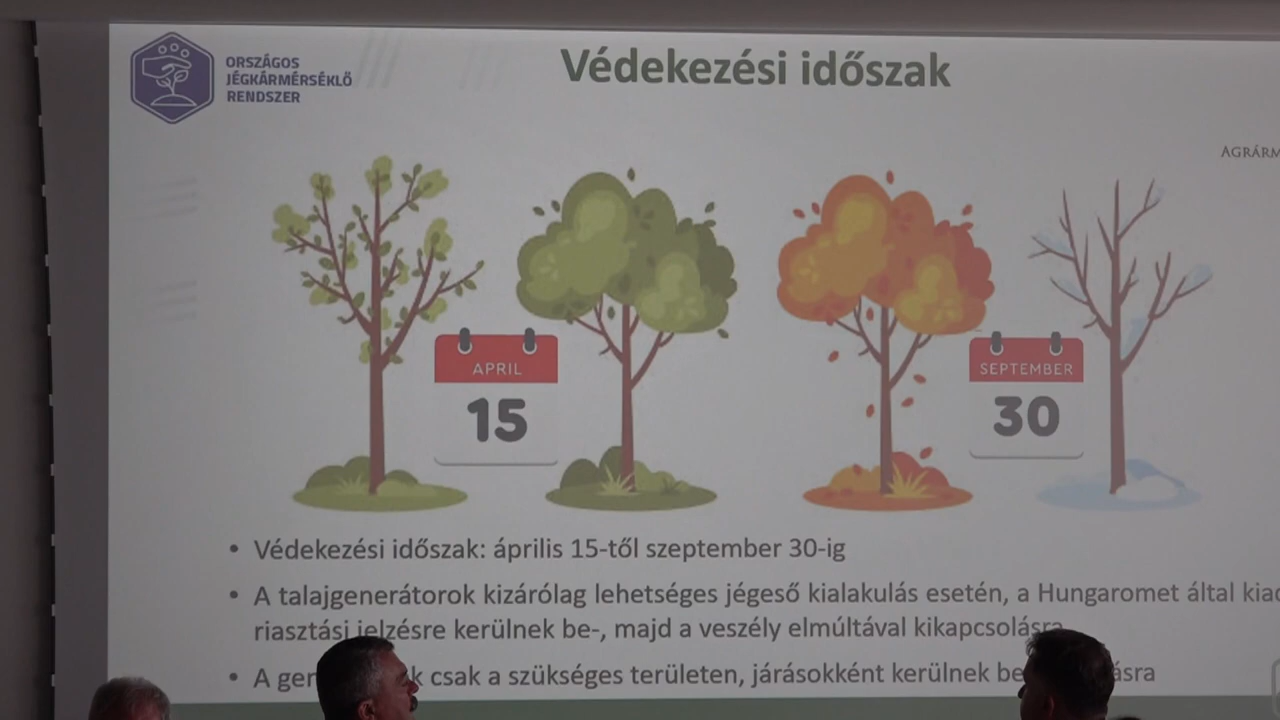 ORSZÁGOS
JÉGKÁRMÉRSÉKLŐ
RENDSZER
Védekezési időszak
APRIL
15
SEPTEMBER
30
• Védekezési időszak: április 15-től szeptember 30-ig
• A talajgenerátorok kizárólag lehetséges jégeső kialakulás esetén, a Hungaromet által
riasztási jelzésre kerülnek be-, majd a veszély elmúltával kikapcsolásra
• A csak a szükséges területen, járásokként kerülnek